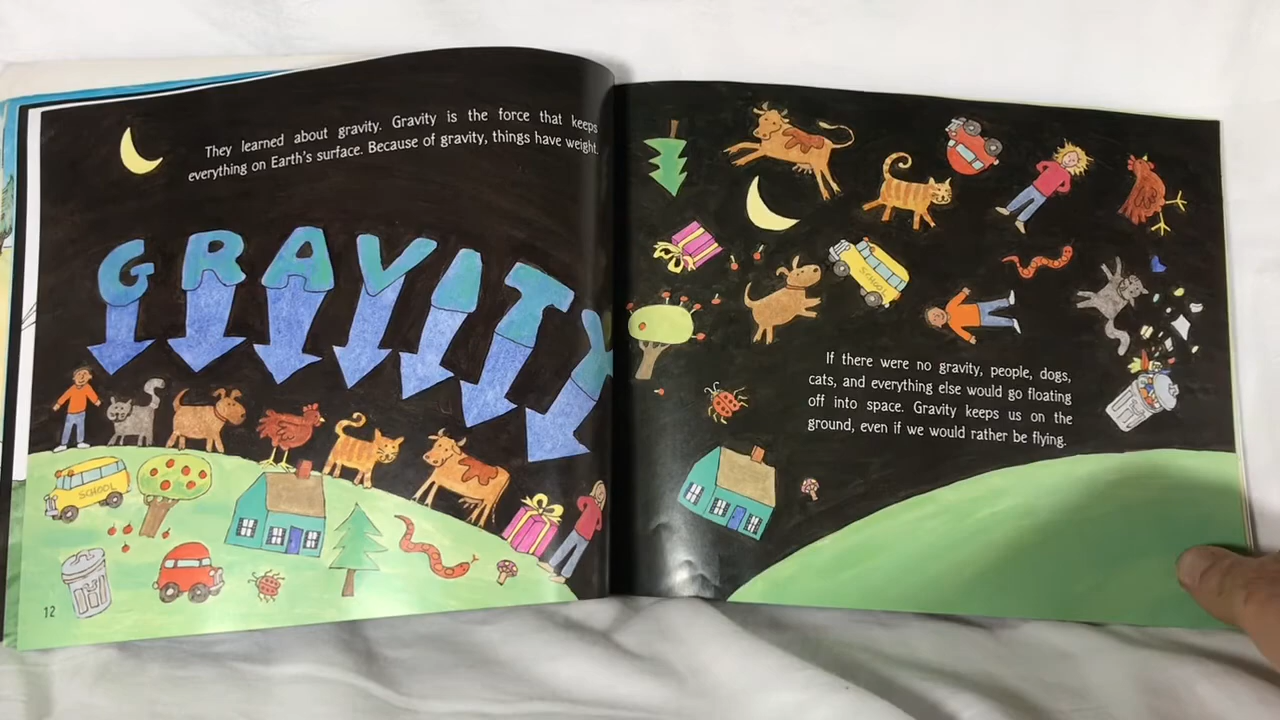 They learned about gravity. Gravity is the force that keeps
everything on Earth's surface. Because of gravity, things have weight.
GRAVITY
SCHOOL
12
SCHOOL
If there were no gravity, people, dogs,
cats, and everything else would go floating
off into space. Gravity keeps us on the
ground, even if we would rather be flying.